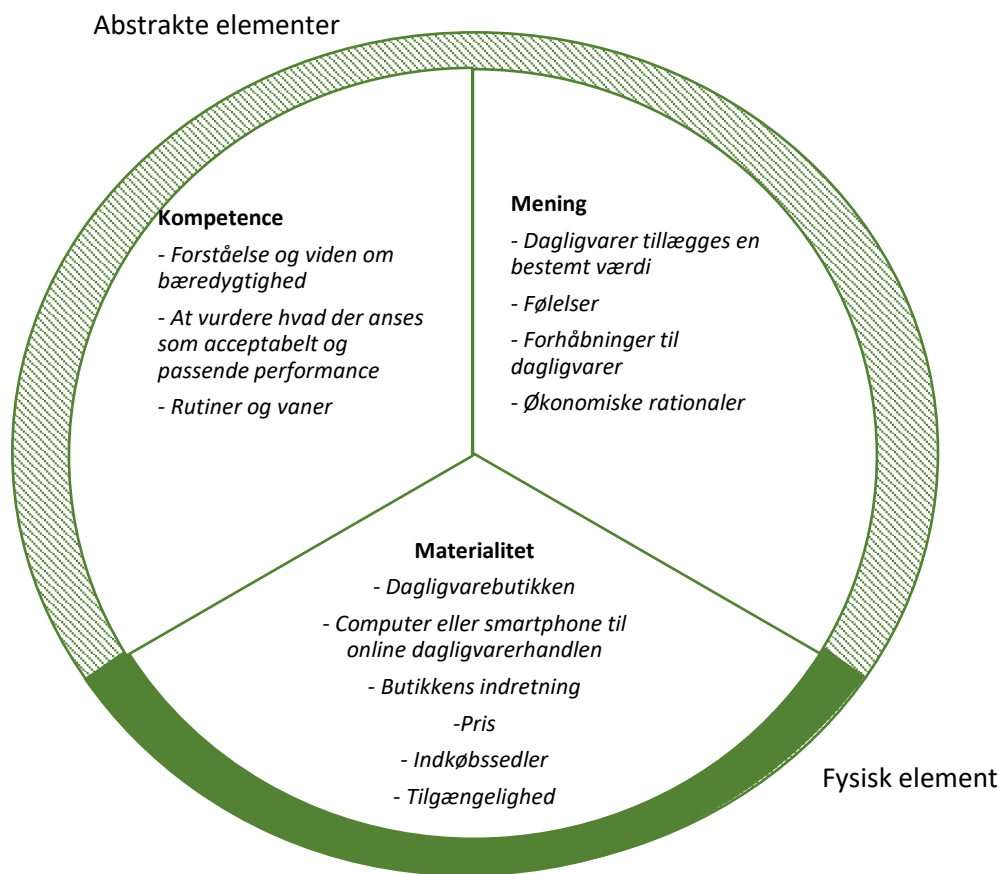 Abstrakte elementer
Kompetence
- Forståelse og viden om
bæredygtighed
- At vurdere hvad der anses
som acceptabelt og
passende performance
- Rutiner og vaner
Mening
- Dagligvarer tillægges en
bestemt værdi
- Følelser
- Forhåbninger til
dagligvarer
- Økonomiske rationaler
Materialitet
- Dagligvarebutikken
- Computer eller smartphone til
online dagligvarerhandlen
- Butikkens indretning
-Pris
- Indkøbssedler
- Tilgængelighed
Fysisk element